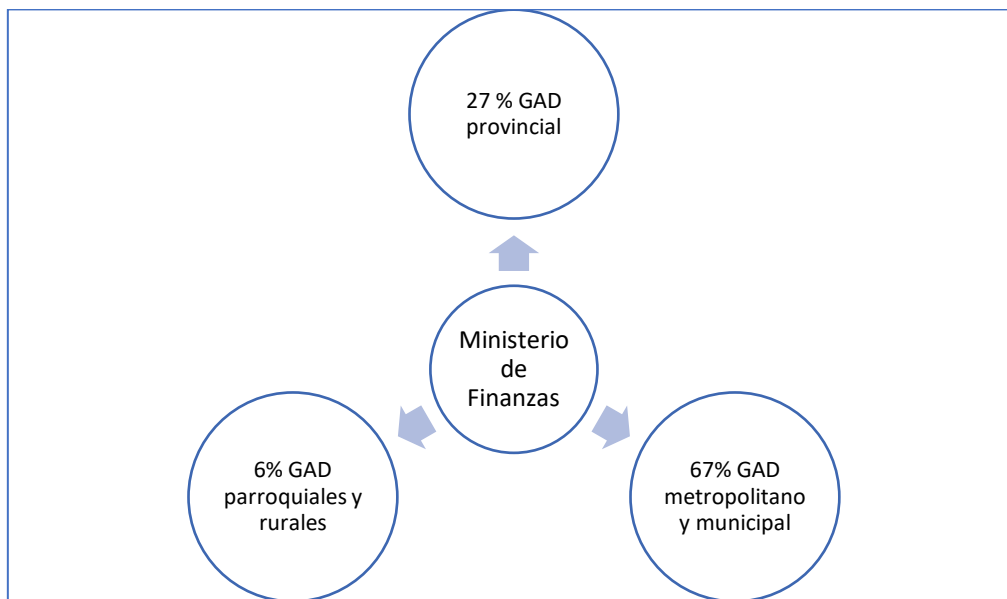 27 % GAD
provincial
Ministerio
de
Finanzas
6% GAD
parroquiales y
rurales
67% GAD
metropolitano
y municipal